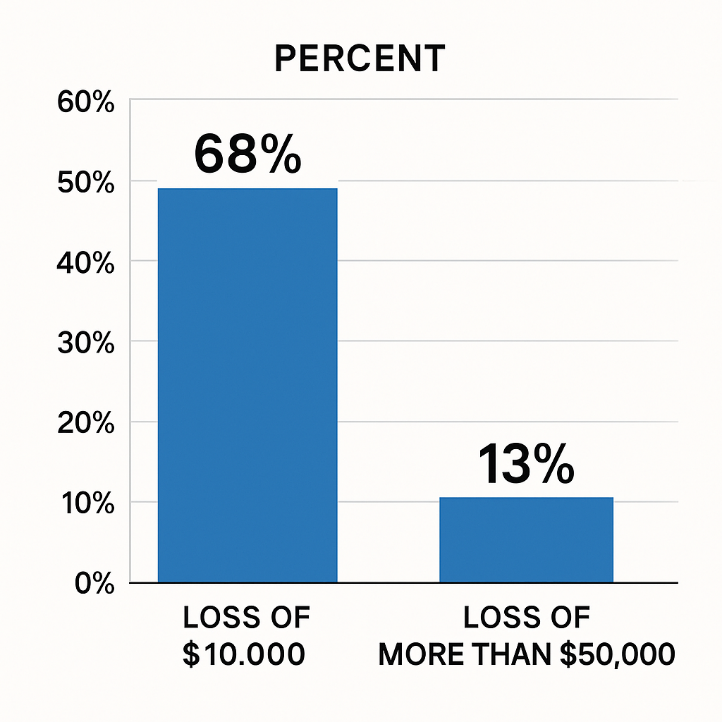 PERCENT
60%
68%
50%
40%
30%
20%
13%
10%
0%
LOSS OF
$10.000
LOSS OF
MORE THAN $50,000